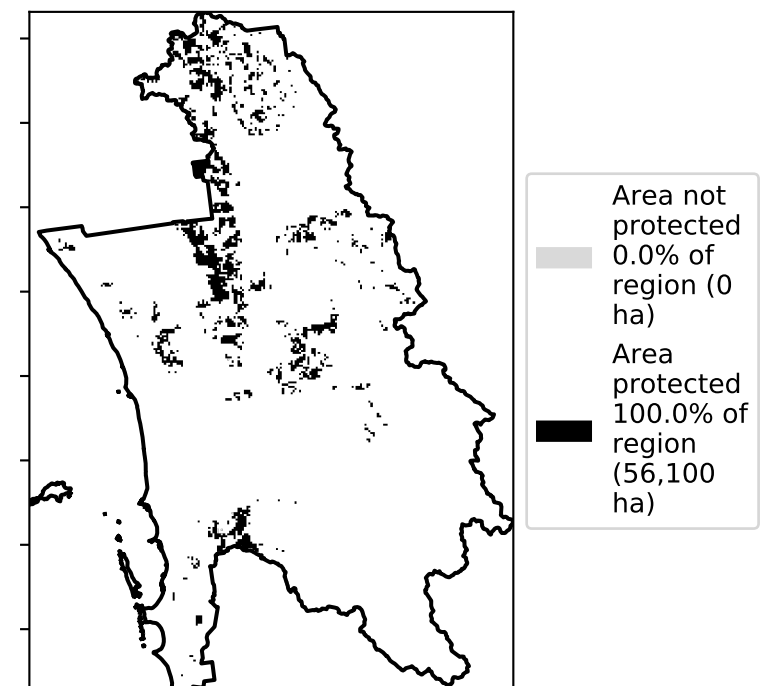 Area not
protected
0.0% of
region (0
ha)
Area
protected
100.0% of
region
(56,100
ha)